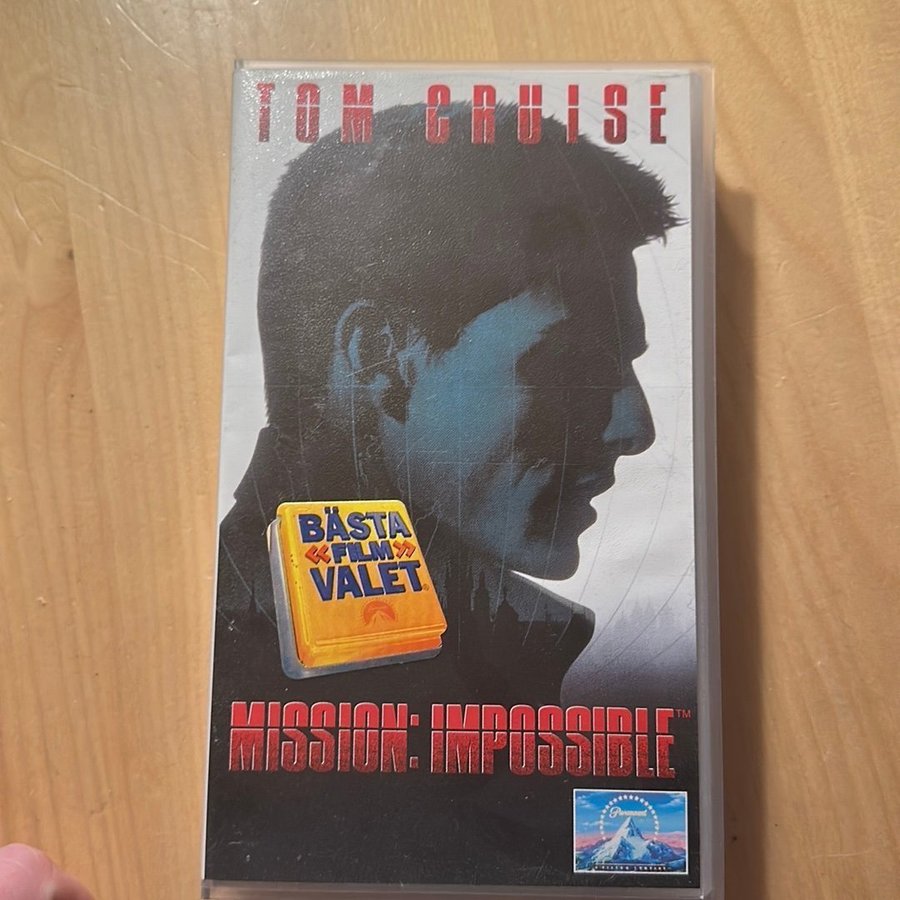 TOM CRUISE
BÄSTA
«FILM»
VALET®
MISSION: IMPOSSIBLE™
Paramount